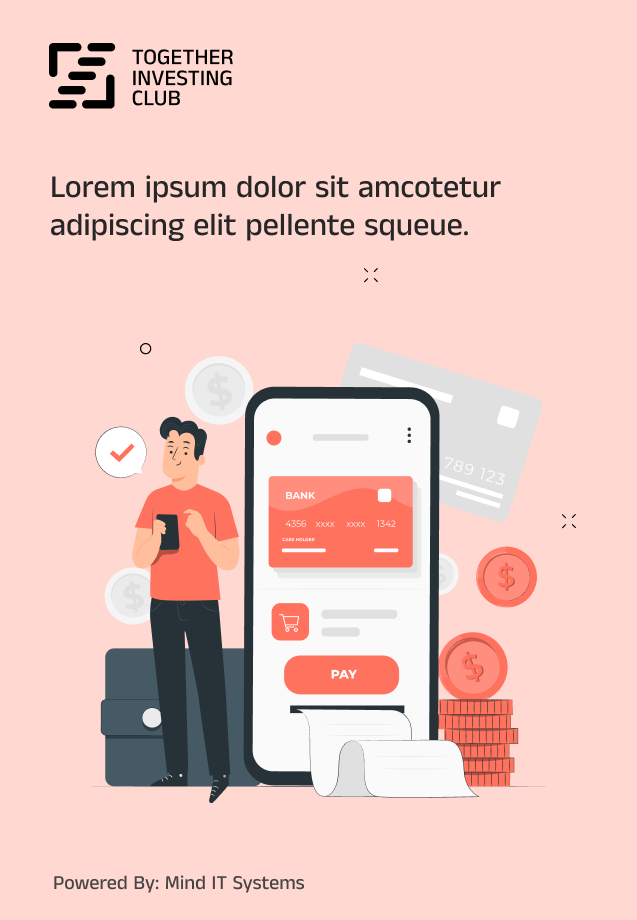 TOGETHER
INVESTING
CLUB
Lorem ipsum dolor sit amcotetur
adipiscing elit pellente squeue.
$
789 123
BANK
4356 xxxx xxxx 1342
CARD HOLDER
$
$
$
$
PAY
Powered By: Mind IT Systems